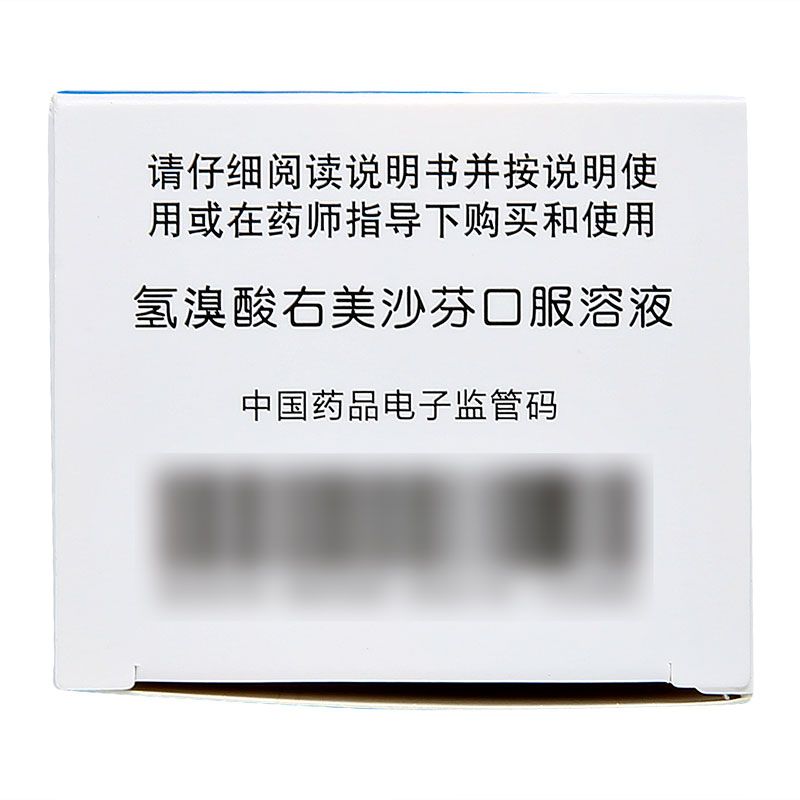 请仔细阅读说明书并按说明使
用或在药师指导下购买和使用
氢溴酸右美沙芬口服溶液
中国药品电子监管码